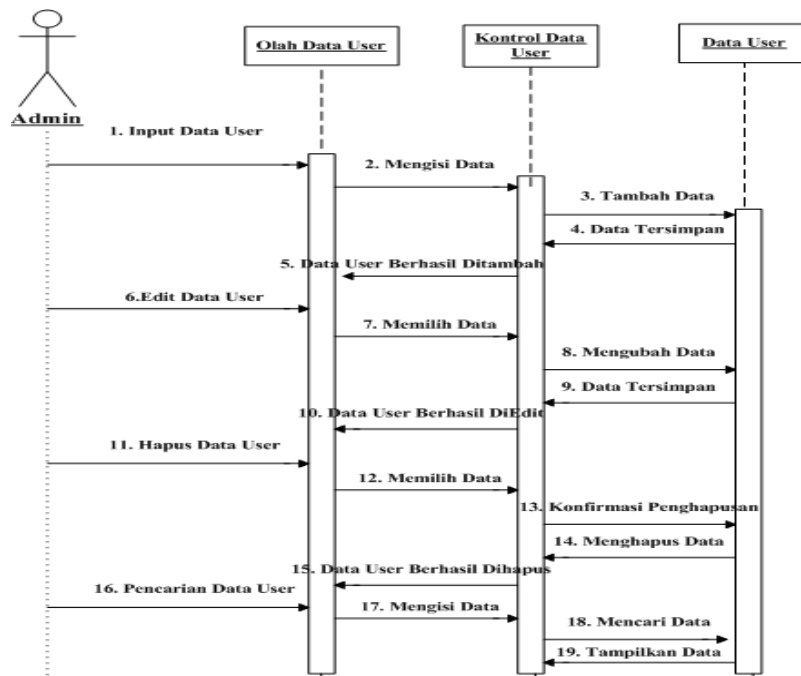 Olah Data User
Kontrol Data
User
Data User
Admin
1. Input Data User
2. Mengisi Data
3. Tambah Data
4. Data Tersimpan
5. Data User Berhasil Ditambah
6.Edit Data User
7. Memilih Data
8. Mengubah Data
9. Data Tersimpan
10. Data User Berhasil DiEdit
11. Hapus Data User
12. Memilih Data
13. Konfirmasi Penghapusan
14. Menghapus Data
15. Data User Berhasil Dihapus
16. Pencarian Data User
17. Mengisi Data
18. Mencari Data
19. Tampilkan Data